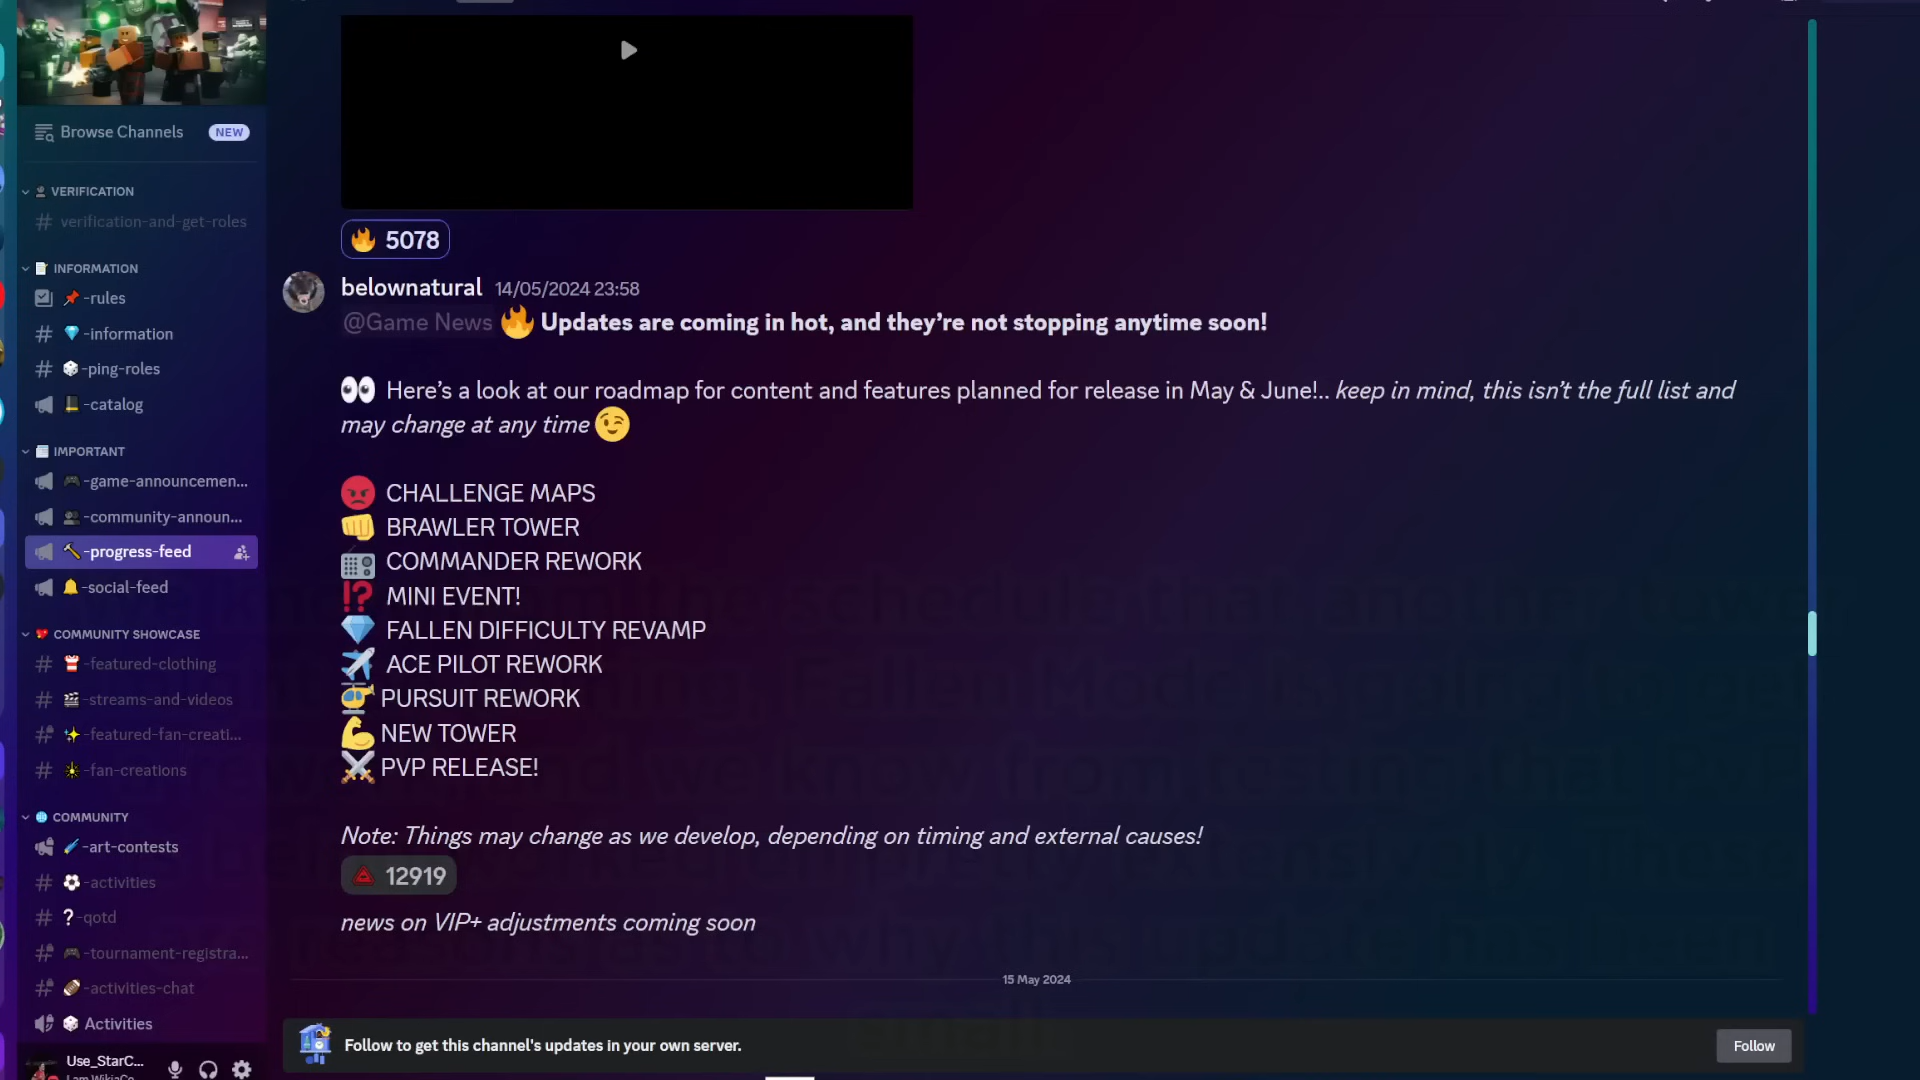 Browse Channels NEW
VERIFICATION
verification-and-get-roles
INFORMATION
-rules
-information
-ping-roles
-catalog
IMPORTANT
-game-announcemen...
-community-announ...
-progress-feed
-social-feed
COMMUNITY SHOWCASE
-featured-clothing
-streams-and-videos
-featured-fan-creati...
-fan-creations
COMMUNITY
-art-contests
-activities
-qotd
-tournament-registra...
-activities-chat
Activities
Use_StarC...
I am WikiaCo
5078
belownatural 14/05/2024 23:58
@Game News 🔥 Updates are coming in hot, and they’re not stopping anytime soon!
👀 Here’s a look at our roadmap for content and features planned for release in May & June!.. keep in mind, this isn’t the full list and
may change at any time 😉
😡 CHALLENGE MAPS
👊 BRAWLER TOWER
📻 COMMANDER REWORK
⁉️ MINI EVENT!
💎 FALLEN DIFFICULTY REVAMP
✈️ ACE PILOT REWORK
🚁 PURSUIT REWORK
💪 NEW TOWER
⚔️ PVP RELEASE!
Note: Things may change as we develop, depending on timing and external causes!
12919
news on VIP+ adjustments coming soon
15 May 2024
Follow to get this channel's updates in your own server.
Follow